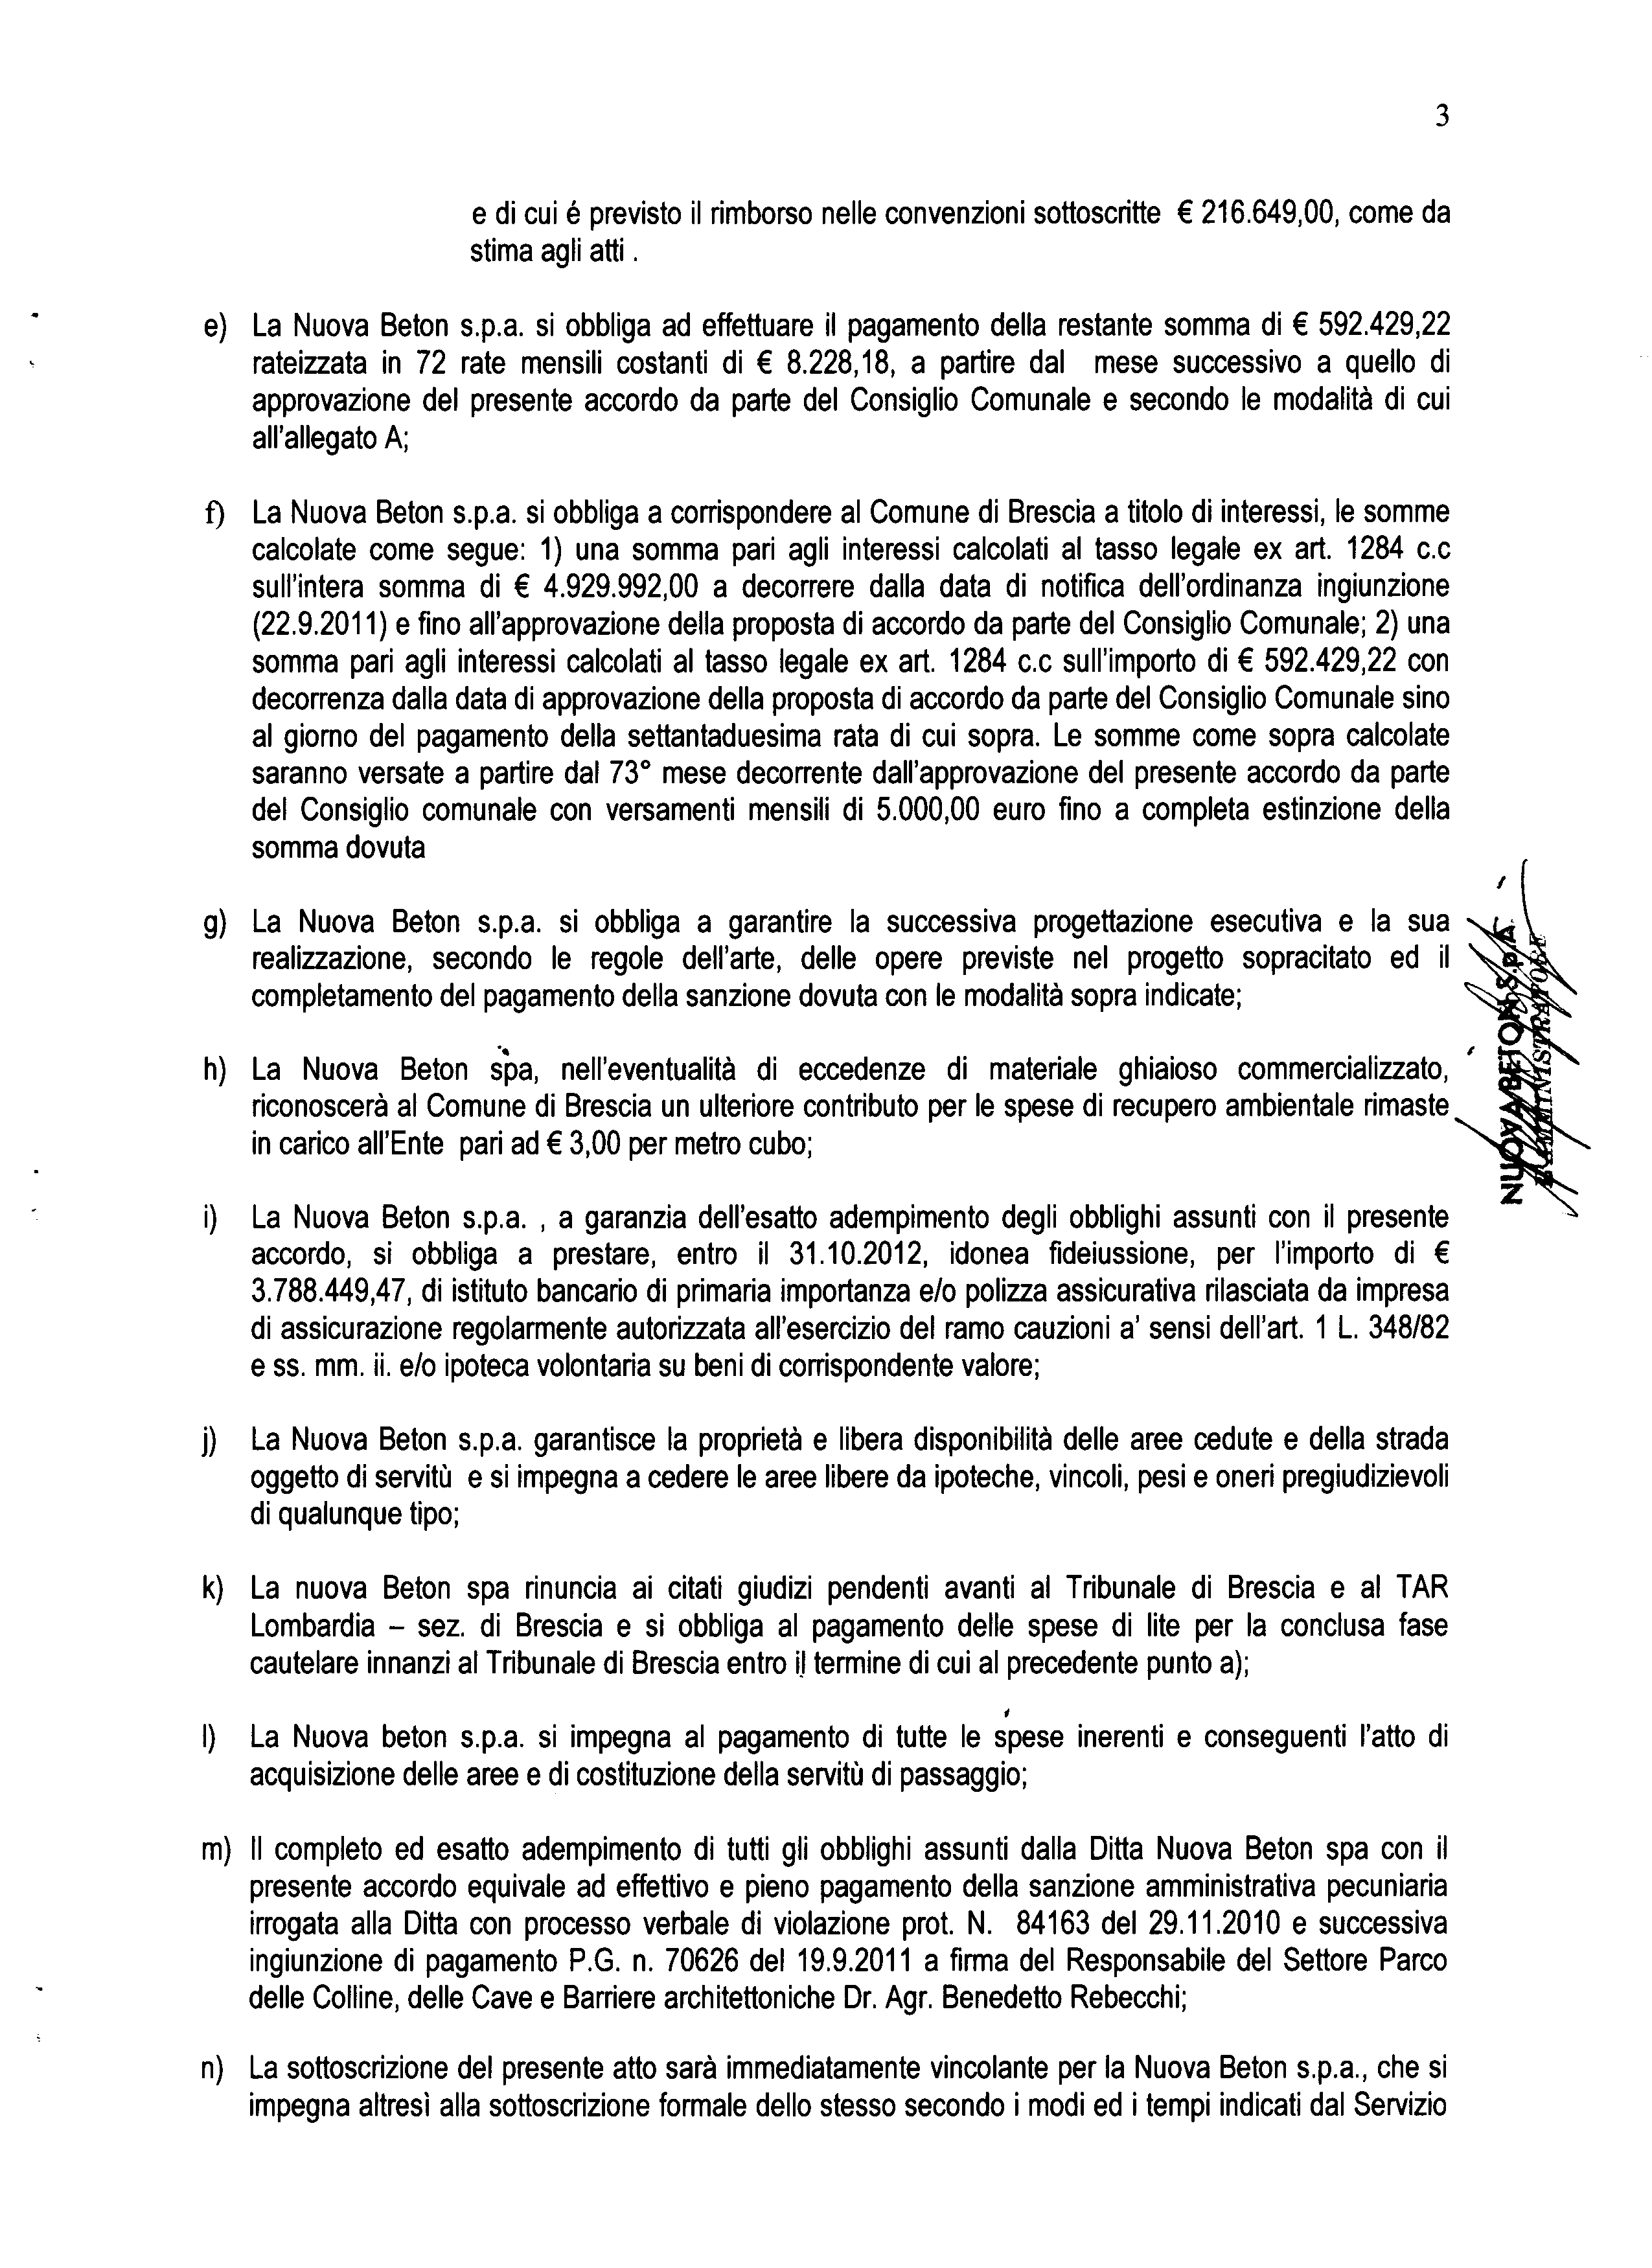 3
e di cui é previsto il rimborso nelle convenzioni sottoscritte € 216.649,00, come da
stima agli atti .
e) La Nuova Beton s.p.a. si obbliga ad effettuare il pagamento della restante somma di € 592.429,22
rateizzata in 72 rate mensili costanti di € 8.228,18, a partire dal mese successivo a quello di
approvazione del presente accordo da parte del Consiglio Comunale e secondo le modalità di cui
all'allegato A;
f) La Nuova Beton s.p.a. si obbliga a corrispondere al Comune di Brescia a titolo di interessi, le somme
calcolate come segue: 1) una somma pari agli interessi calcolati al tasso legale ex art. 1284 c.c
sull'intera somma di € 4.929.992,00 a decorrere dalla data di notifica dell'ordinanza ingiunzione
(22.9.2011) e fino all'approvazione della proposta di accordo da parte del Consiglio Comunale; 2) una
somma pari agli interessi calcolati al tasso legale ex art. 1284 c.c sull'importo di € 592.429,22 con
decorrenza dalla data di approvazione della proposta di accordo da parte del Consiglio Comunale sino
al giorno del pagamento della settantaduesima rata di cui sopra. Le somme come sopra calcolate
saranno versate a partire dal 73° mese decorrente dall'approvazione del presente accordo da parte
del Consiglio comunale con versamenti mensili di 5.000,00 euro fino a completa estinzione della
somma dovuta
g) La Nuova Beton s.p.a. si obbliga a garantire la successiva progettazione esecutiva e la sua
realizzazione, secondo le regole dell'arte, delle opere previste nel progetto sopracitato ed il
completamento del pagamento della sanzione dovuta con le modalità sopra indicate;
h) La Nuova Beton spa, nell'eventualità di eccedenze di materiale ghiaioso commercializzato,
riconoscerà al Comune di Brescia un ulteriore contributo per le spese di recupero ambientale rimaste
in carico all'Ente pari ad € 3,00 per metro cubo;
NUOVA BETON S.p.A.
AMMINISTRATORE
i) La Nuova Beton s.p.a. , a garanzia dell'esatto adempimento degli obblighi assunti con il presente
accordo, si obbliga a prestare, entro il 31.10.2012, idonea fideiussione, per l'importo di €
3.788.449,47, di istituto bancario di primaria importanza e/o polizza assicurativa rilasciata da impresa
di assicurazione regolarmente autorizzata all'esercizio del ramo cauzioni a' sensi dell'art. 1 L. 348/82
e ss. mm. ii. e/o ipoteca volontaria su beni di corrispondente valore;
j) La Nuova Beton s.p.a. garantisce la proprietà e libera disponibilità delle aree cedute e della strada
oggetto di servitù e si impegna a cedere le aree libere da ipoteche, vincoli, pesi e oneri pregiudizievoli
di qualunque tipo;
k) La nuova Beton spa rinuncia ai citati giudizi pendenti avanti al Tribunale di Brescia e al TAR
Lombardia – sez. di Brescia e si obbliga al pagamento delle spese di lite per la conclusa fase
cautelare innanzi al Tribunale di Brescia entro il termine di cui al precedente punto a);
l) La Nuova beton s.p.a. si impegna al pagamento di tutte le spese inerenti e conseguenti l'atto di
acquisizione delle aree e di costituzione della servitù di passaggio;
m) Il completo ed esatto adempimento di tutti gli obblighi assunti dalla Ditta Nuova Beton spa con il
presente accordo equivale ad effettivo e pieno pagamento della sanzione amministrativa pecuniaria
irrogata alla Ditta con processo verbale di violazione prot. N. 84163 del 29.11.2010 e successiva
ingiunzione di pagamento P.G. n. 70626 del 19.9.2011 a firma del Responsabile del Settore Parco
delle Colline, delle Cave e Barriere architettoniche Dr. Agr. Benedetto Rebecchi;
n) La sottoscrizione del presente atto sarà immediatamente vincolante per la Nuova Beton s.p.a., che si
impegna altresì alla sottoscrizione formale dello stesso secondo i modi ed i tempi indicati dal Servizio